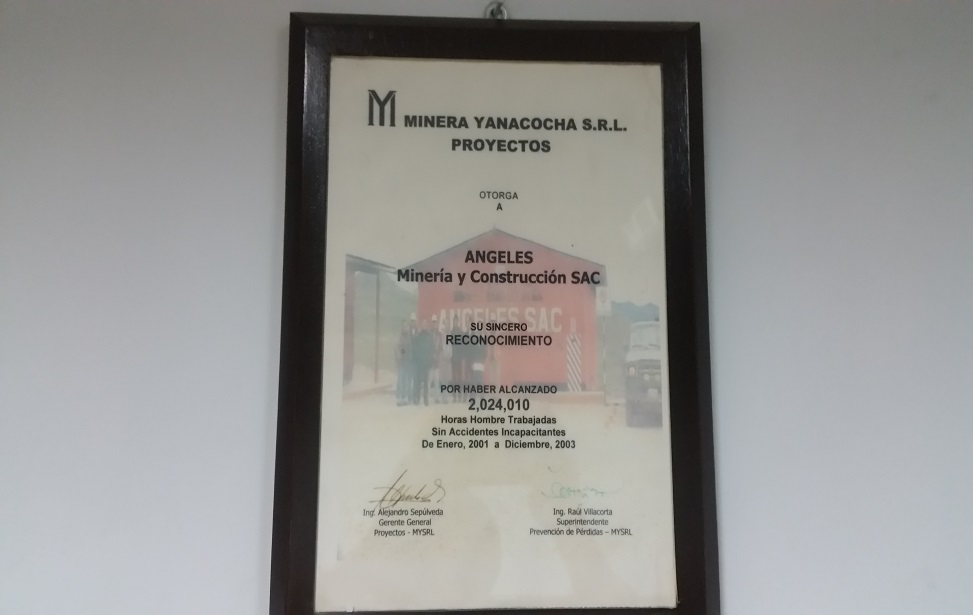 MY MINERA YANACOCHA S.R.L.
PROYECTOS
OTORGA
A
ANGELES
Minería y Construcción SAC
ANGELES SAC
SU SINCERO
RECONOCIMIENTO
POR HABER ALCANZADO
2,024,010
Horas Hombre Trabajadas
Sin Accidentes Incapacitantes
De Enero, 2001 a Diciembre, 2003
Ing. Alejandro Sepúlveda
Gerente General
Proyectos - MYSRL
Ing. Raúl Villacorta
Superintendente
Prevención de Pérdidas – MYSRL